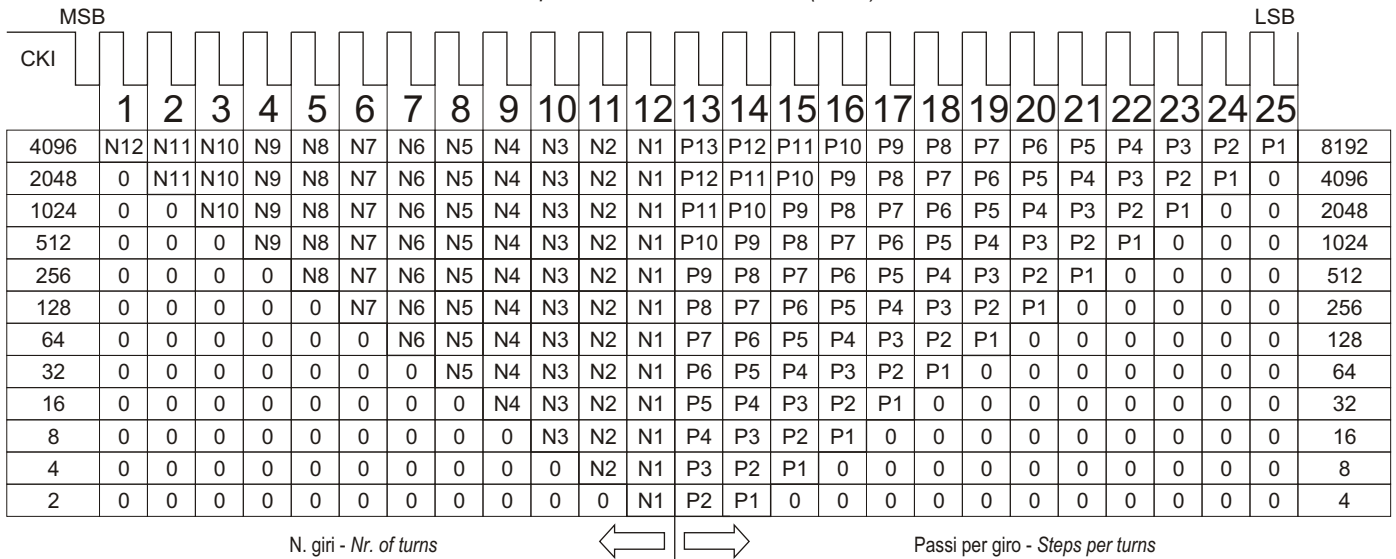 MSB LSB
CKI
1 2 3 4 5 6 7 8 9 10 11 12 13 14 15 16 17 18 19 20 21 22 23 24 25
4096 N12 N11 N10 N9 N8 N7 N6 N5 N4 N3 N2 N1 P13 P12 P11 P10 P9 P8 P7 P6 P5 P4 P3 P2 P1 8192
2048 0 N11 N10 N9 N8 N7 N6 N5 N4 N3 N2 N1 P12 P11 P10 P9 P8 P7 P6 P5 P4 P3 P2 P1 0 4096
1024 0 0 N10 N9 N8 N7 N6 N5 N4 N3 N2 N1 P11 P10 P9 P8 P7 P6 P5 P4 P3 P2 P1 0 0 2048
512 0 0 0 N9 N8 N7 N6 N5 N4 N3 N2 N1 P10 P9 P8 P7 P6 P5 P4 P3 P2 P1 0 0 0 1024
256 0 0 0 0 N8 N7 N6 N5 N4 N3 N2 N1 P9 P8 P7 P6 P5 P4 P3 P2 P1 0 0 0 0 512
128 0 0 0 0 0 N7 N6 N5 N4 N3 N2 N1 P8 P7 P6 P5 P4 P3 P2 P1 0 0 0 0 0 256
64 0 0 0 0 0 0 N6 N5 N4 N3 N2 N1 P7 P6 P5 P4 P3 P2 P1 0 0 0 0 0 0 128
32 0 0 0 0 0 0 0 N5 N4 N3 N2 N1 P6 P5 P4 P3 P2 P1 0 0 0 0 0 0 0 64
16 0 0 0 0 0 0 0 0 N4 N3 N2 N1 P5 P4 P3 P2 P1 0 0 0 0 0 0 0 0 32
8 0 0 0 0 0 0 0 0 0 N3 N2 N1 P4 P3 P2 P1 0 0 0 0 0 0 0 0 0 16
4 0 0 0 0 0 0 0 0 0 0 N2 N1 P3 P2 P1 0 0 0 0 0 0 0 0 0 0 8
2 0 0 0 0 0 0 0 0 0 0 0 N1 P2 P1 0 0 0 0 0 0 0 0 0 0 0 4
N. giri - Nr. of turns Passi per giro - Steps per turns